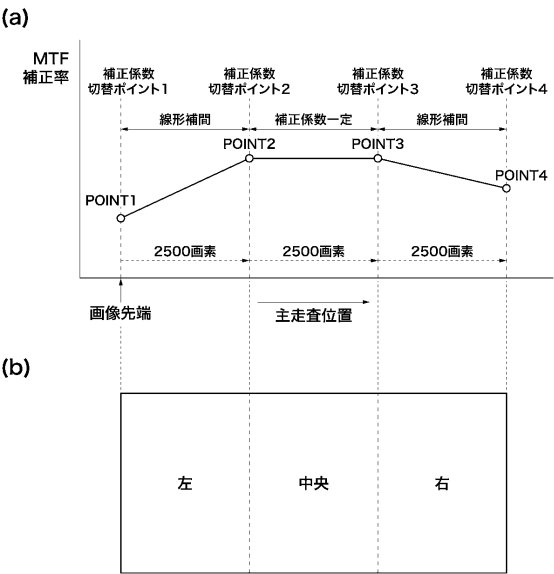 (a)
MTF
補正率
補正係数
切替ポイント1
補正係数
切替ポイント2
補正係数
切替ポイント3
補正係数
切替ポイント4
線形補間
補正係数一定
線形補間
POINT1
POINT2
POINT3
POINT4
2500画素
2500画素
2500画素
画像先端
主走査位置
(b)
左
中央
右